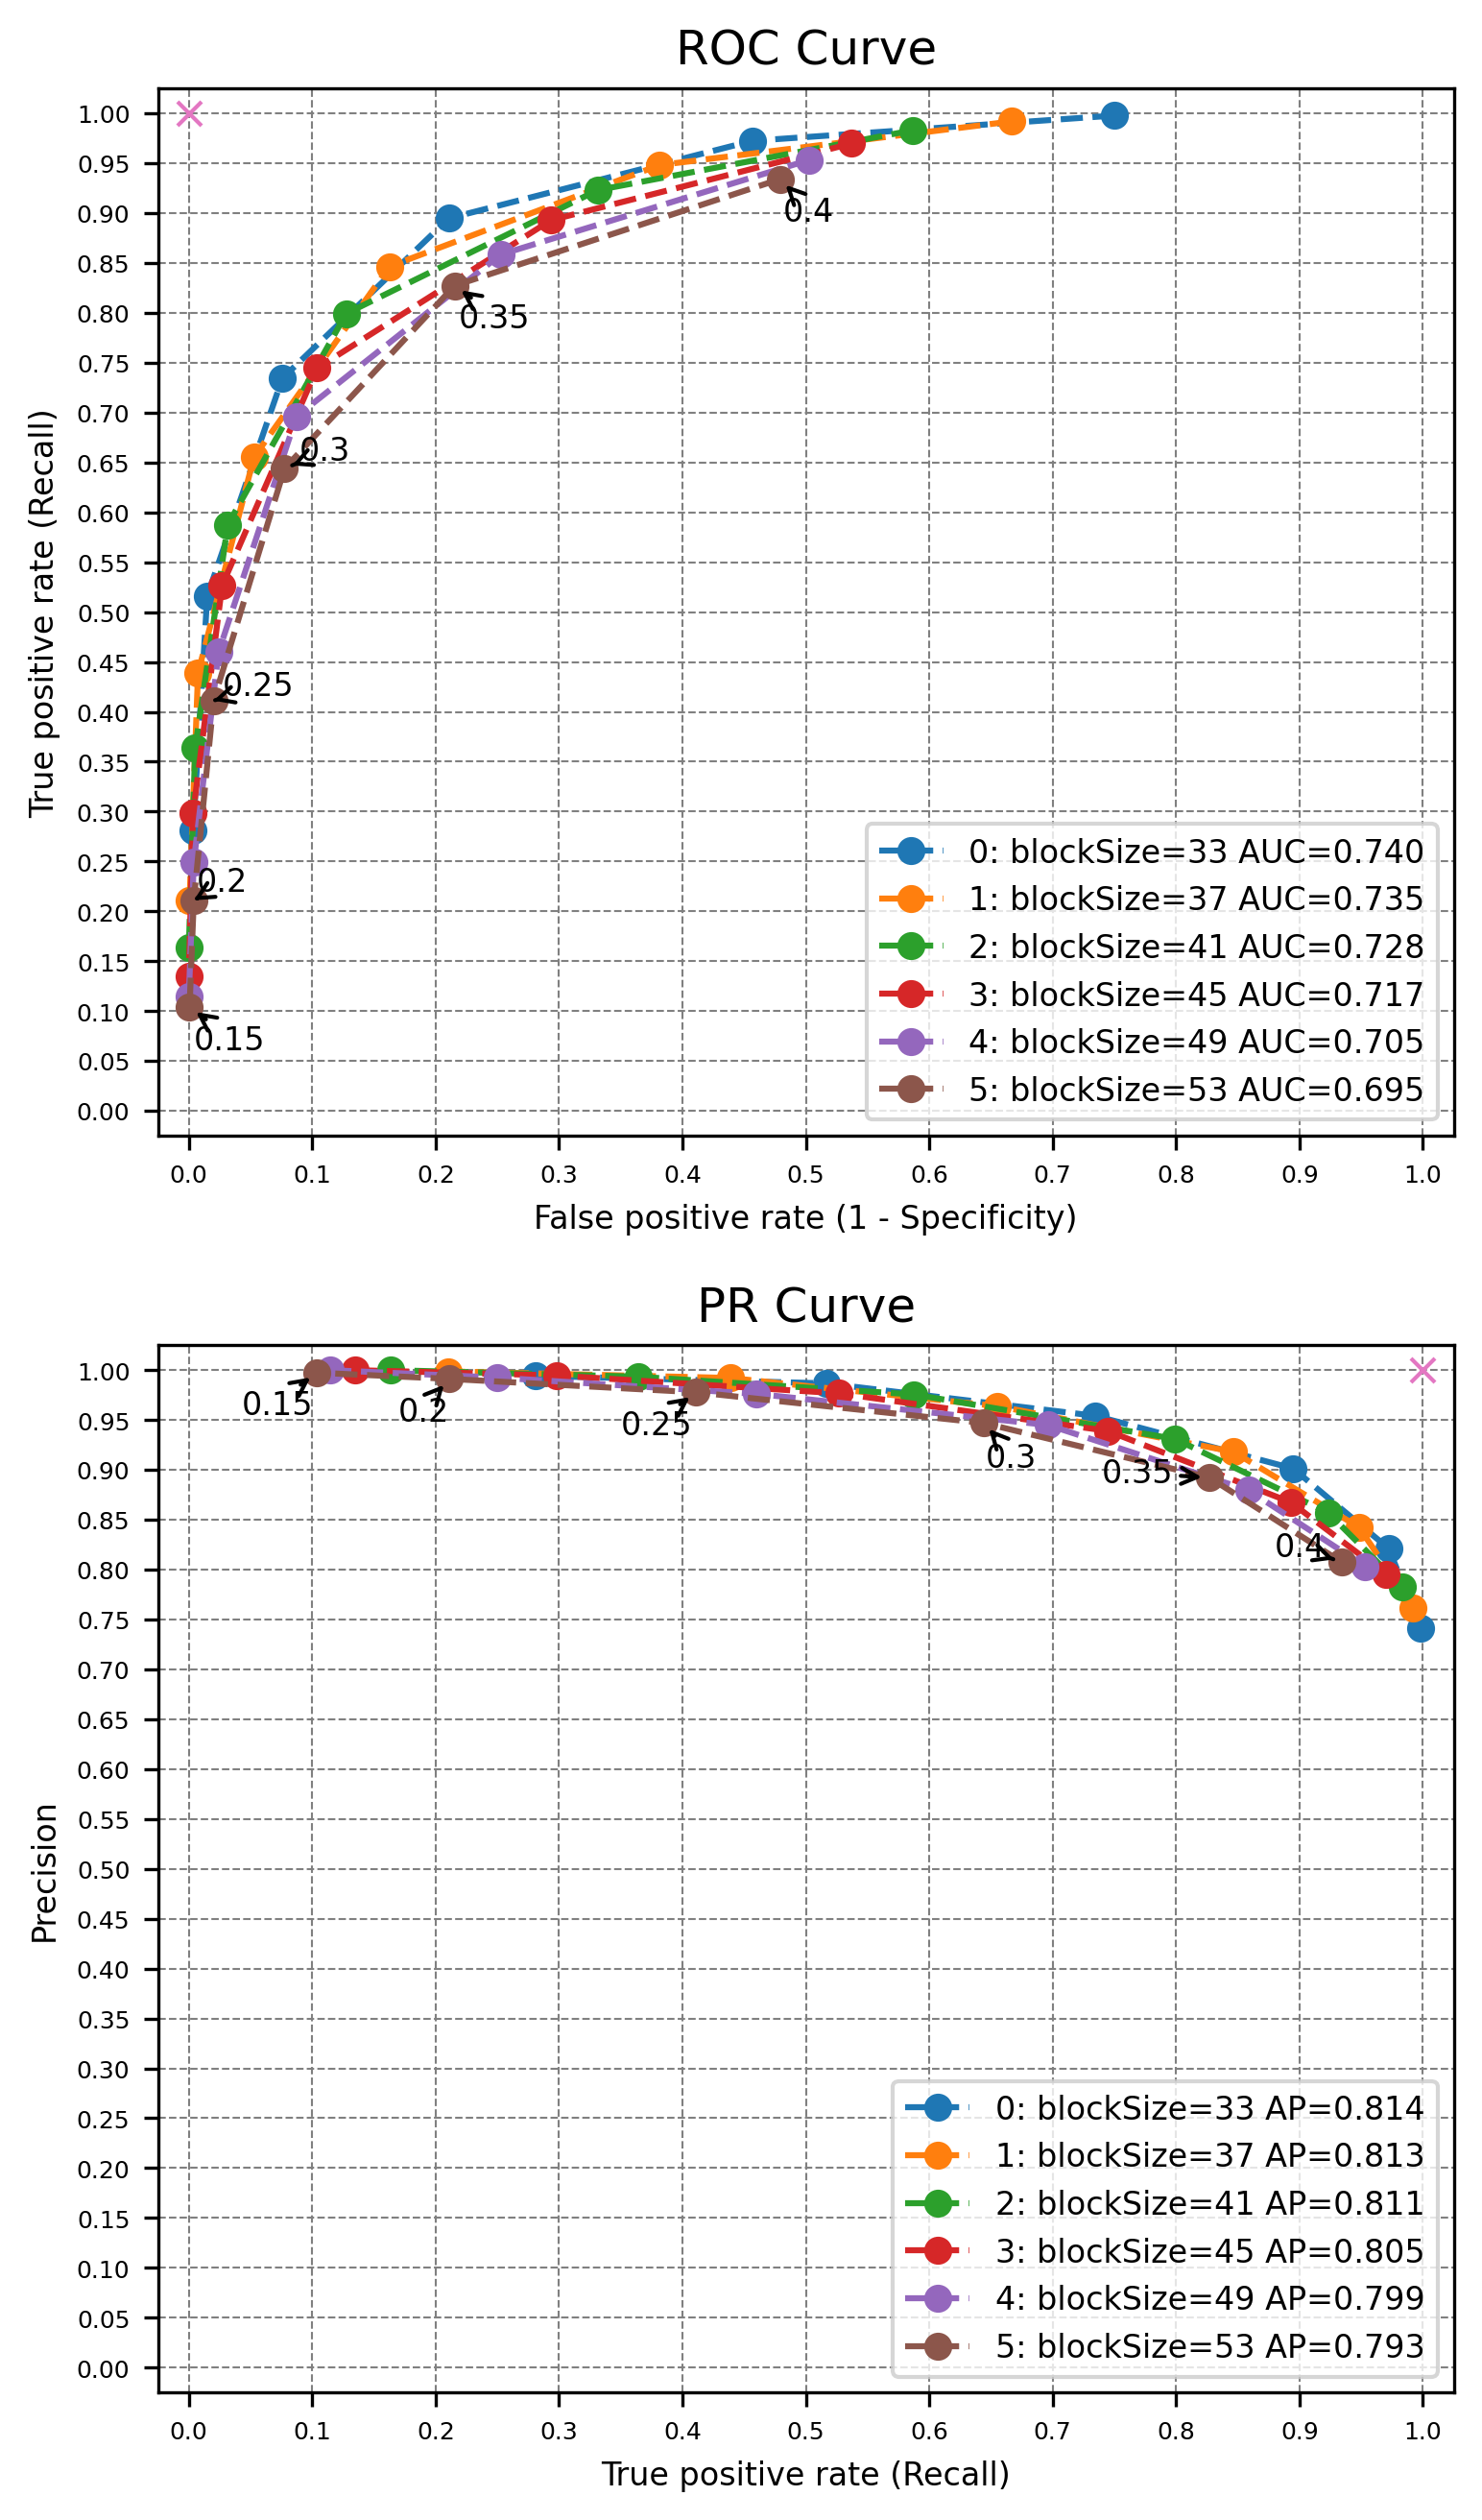 ROC Curve
1.00
0.95
0.90
0.85
0.80
0.75
0.70
0.65
0.60
0.55
0.50
0.45
0.40
0.35
0.30
0.25
0.20
0.15
0.10
0.05
0.00
True positive rate (Recall)
0.4
0.35
0.3
0.25
0.2
0.15
0: blockSize=33 AUC=0.740
1: blockSize=37 AUC=0.735
2: blockSize=41 AUC=0.728
3: blockSize=45 AUC=0.717
4: blockSize=49 AUC=0.705
5: blockSize=53 AUC=0.695
0.0 0.1 0.2 0.3 0.4 0.5 0.6 0.7 0.8 0.9 1.0
False positive rate (1 - Specificity)
PR Curve
1.00
0.95
0.90
0.85
0.80
0.75
0.70
0.65
0.60
0.55
0.50
0.45
0.40
0.35
0.30
0.25
0.20
0.15
0.10
0.05
0.00
Precision
0.15
0.2
0.25
0.3
0.35
0.4
0: blockSize=33 AP=0.814
1: blockSize=37 AP=0.813
2: blockSize=41 AP=0.811
3: blockSize=45 AP=0.805
4: blockSize=49 AP=0.799
5: blockSize=53 AP=0.793
0.0 0.1 0.2 0.3 0.4 0.5 0.6 0.7 0.8 0.9 1.0
True positive rate (Recall)